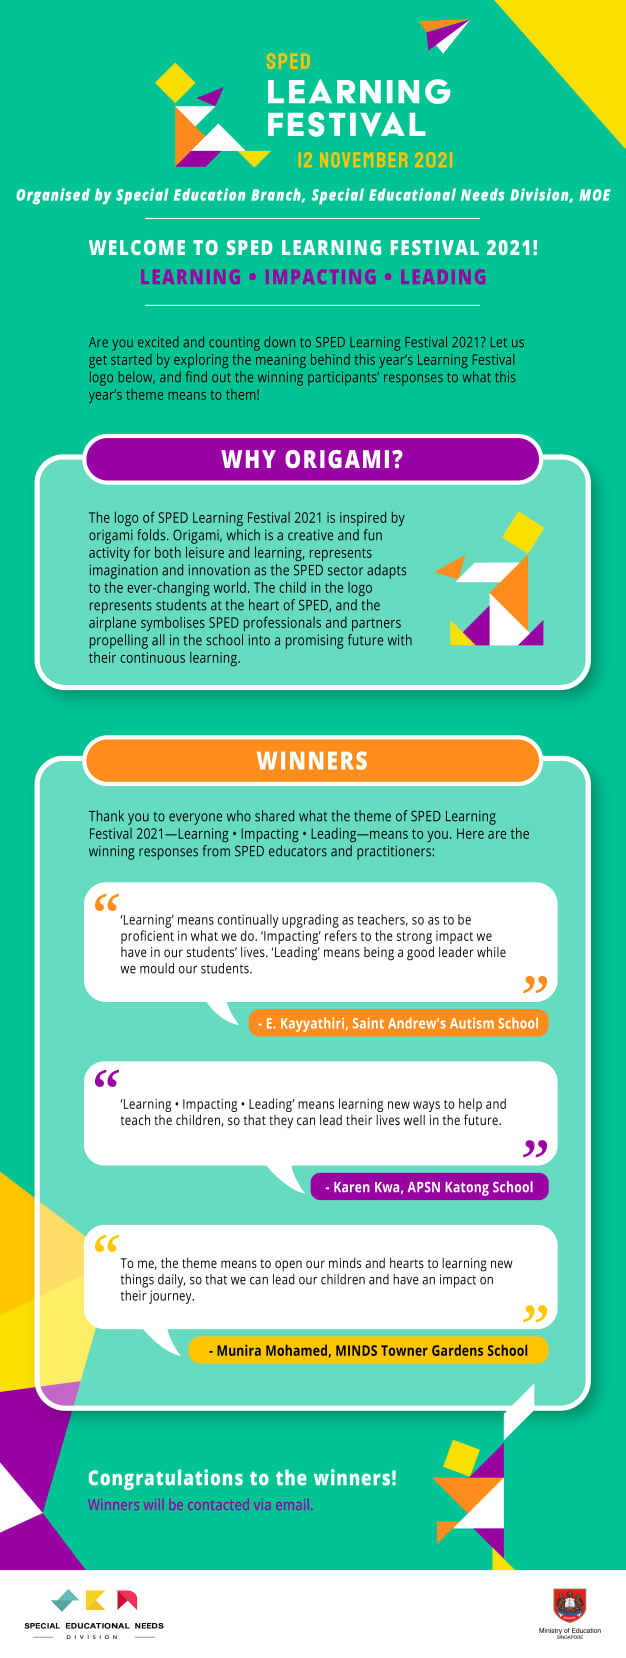 SPED
LEARNING
FESTIVAL
12 NOVEMBER 2021
Organised by Special Education Branch, Special Educational Needs Division, MOE
WELCOME TO SPED LEARNING FESTIVAL 2021!
LEARNING • IMPACTING • LEADING
Are you excited and counting down to SPED Learning Festival 2021? Let us
get started by exploring the meaning behind this year's Learning Festival
logo below, and find out the winning participants' responses to what this
year's theme means to them!
WHY ORIGAMI?
The logo of SPED Learning Festival 2021 is inspired by
origami folds. Origami, which is a creative and fun
activity for both leisure and learning, represents
imagination and innovation as the SPED sector adapts
to the ever-changing world. The child in the logo
represents students at the heart of SPED, and the
airplane symbolises SPED professionals and partners
propelling all in the school into a promising future with
their continuous learning.
WINNERS
Thank you to everyone who shared what the theme of SPED Learning
Festival 2021—Learning • Impacting • Leading—means to you. Here are the
winning responses from SPED educators and practitioners:
“
'Learning' means continually upgrading as teachers, so as to be
proficient in what we do. 'Impacting' refers to the strong impact we
have in our students' lives. 'Leading' means being a good leader while
we mould our students.
”
- E. Kayyathiri, Saint Andrew's Autism School
“
'Learning • Impacting • Leading' means learning new ways to help and
teach the children, so that they can lead their lives well in the future.
”
- Karen Kwa, APSN Katong School
“
To me, the theme means to open our minds and hearts to learning new
things daily, so that we can lead our children and have an impact on
their journey.
”
- Munira Mohamed, MINDS Towner Gardens School
Congratulations to the winners!
Winners will be contacted via email.
SPECIAL EDUCATIONAL NEEDS
DIVISION
Ministry of Education
SINGAPORE